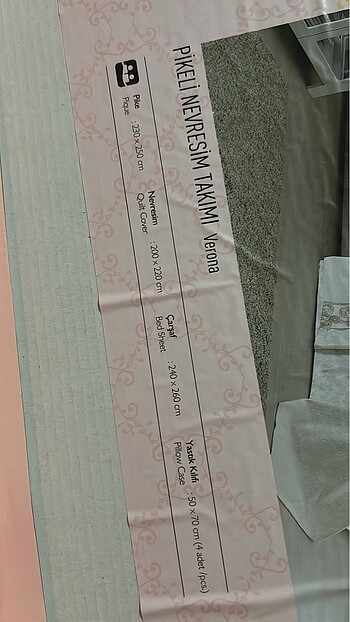 PİKELİ NEVRESİM TAKIMI Verona
Pike
Pique : 230 x 250 cm
Nevresim
Quilt Cover : 200 x 220 cm
Çarşaf
Bed Sheet : 240 x 260 cm
Yastık Kılıfı
Pillow Case : 50 x 70 cm (4 adet /pcs.)